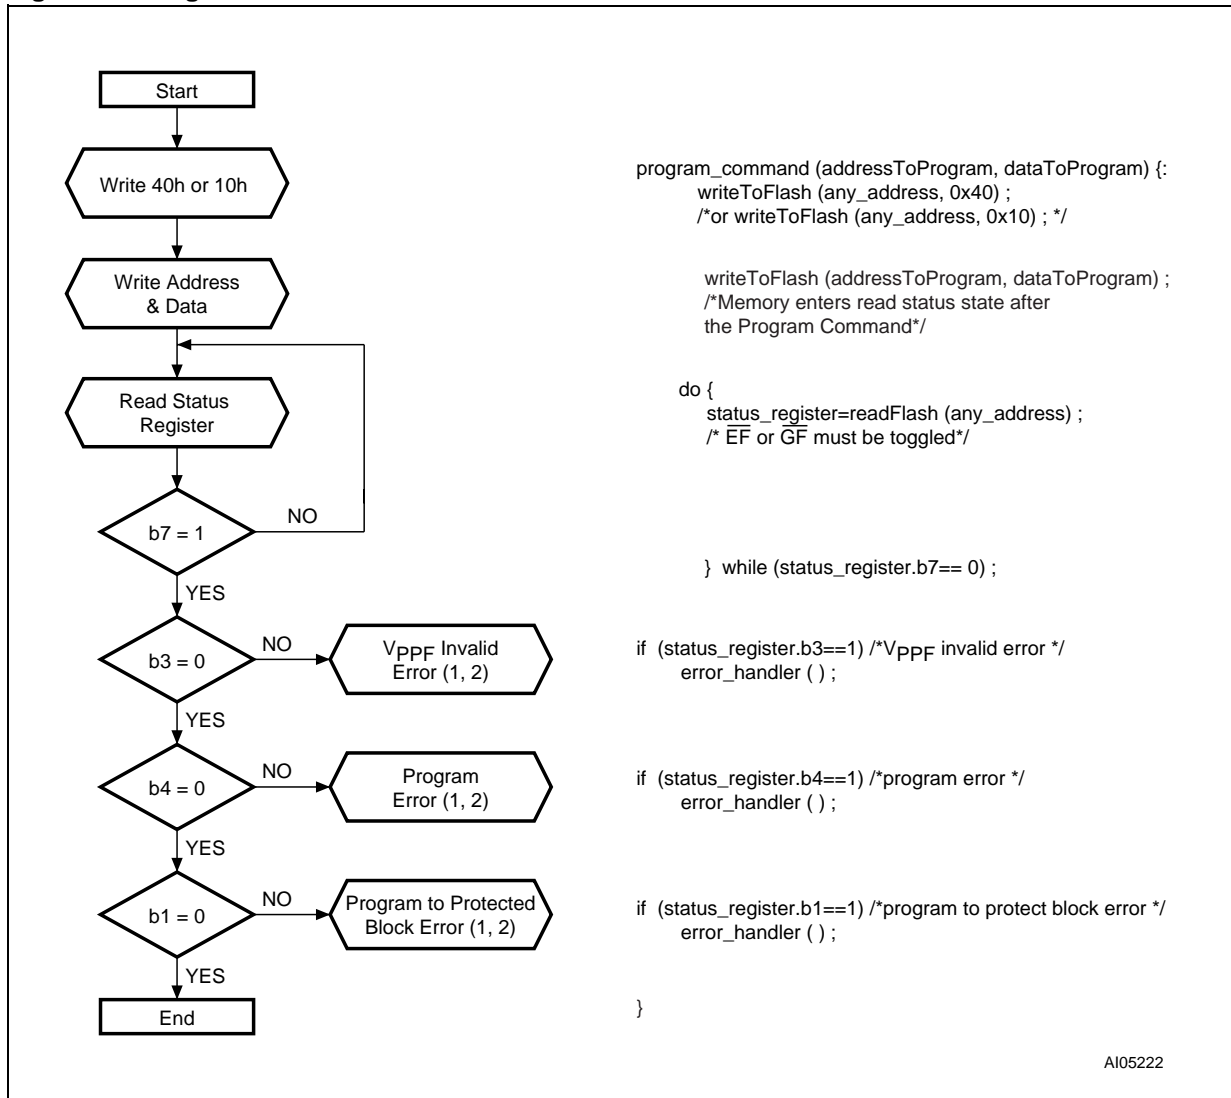 Start
Write 40h or 10h
Write Address
& Data
Read Status
Register
b7 = 1
NO
YES
b3 = 0
NO
VPPF Invalid
Error (1, 2)
YES
b4 = 0
NO
Program
Error (1, 2)
YES
b1 = 0
NO
Program to Protected
Block Error (1, 2)
YES
End
program_command (addressToProgram, dataToProgram) {:
writeToFlash (any_address, 0x40) ;
/*or writeToFlash (any_address, 0x10) ; */
writeToFlash (addressToProgram, dataToProgram) ;
/*Memory enters read status state after
the Program Command*/
do {
status_register=readFlash (any_address) ;
/* E̅F̅ or G̅F̅ must be toggled*/
} while (status_register.b7== 0) ;
if (status_register.b3==1) /*VPPF invalid error */
error_handler ( ) ;
if (status_register.b4==1) /*program error */
error_handler ( ) ;
if (status_register.b1==1) /*program to protect block error */
error_handler ( ) ;
}
AI05222